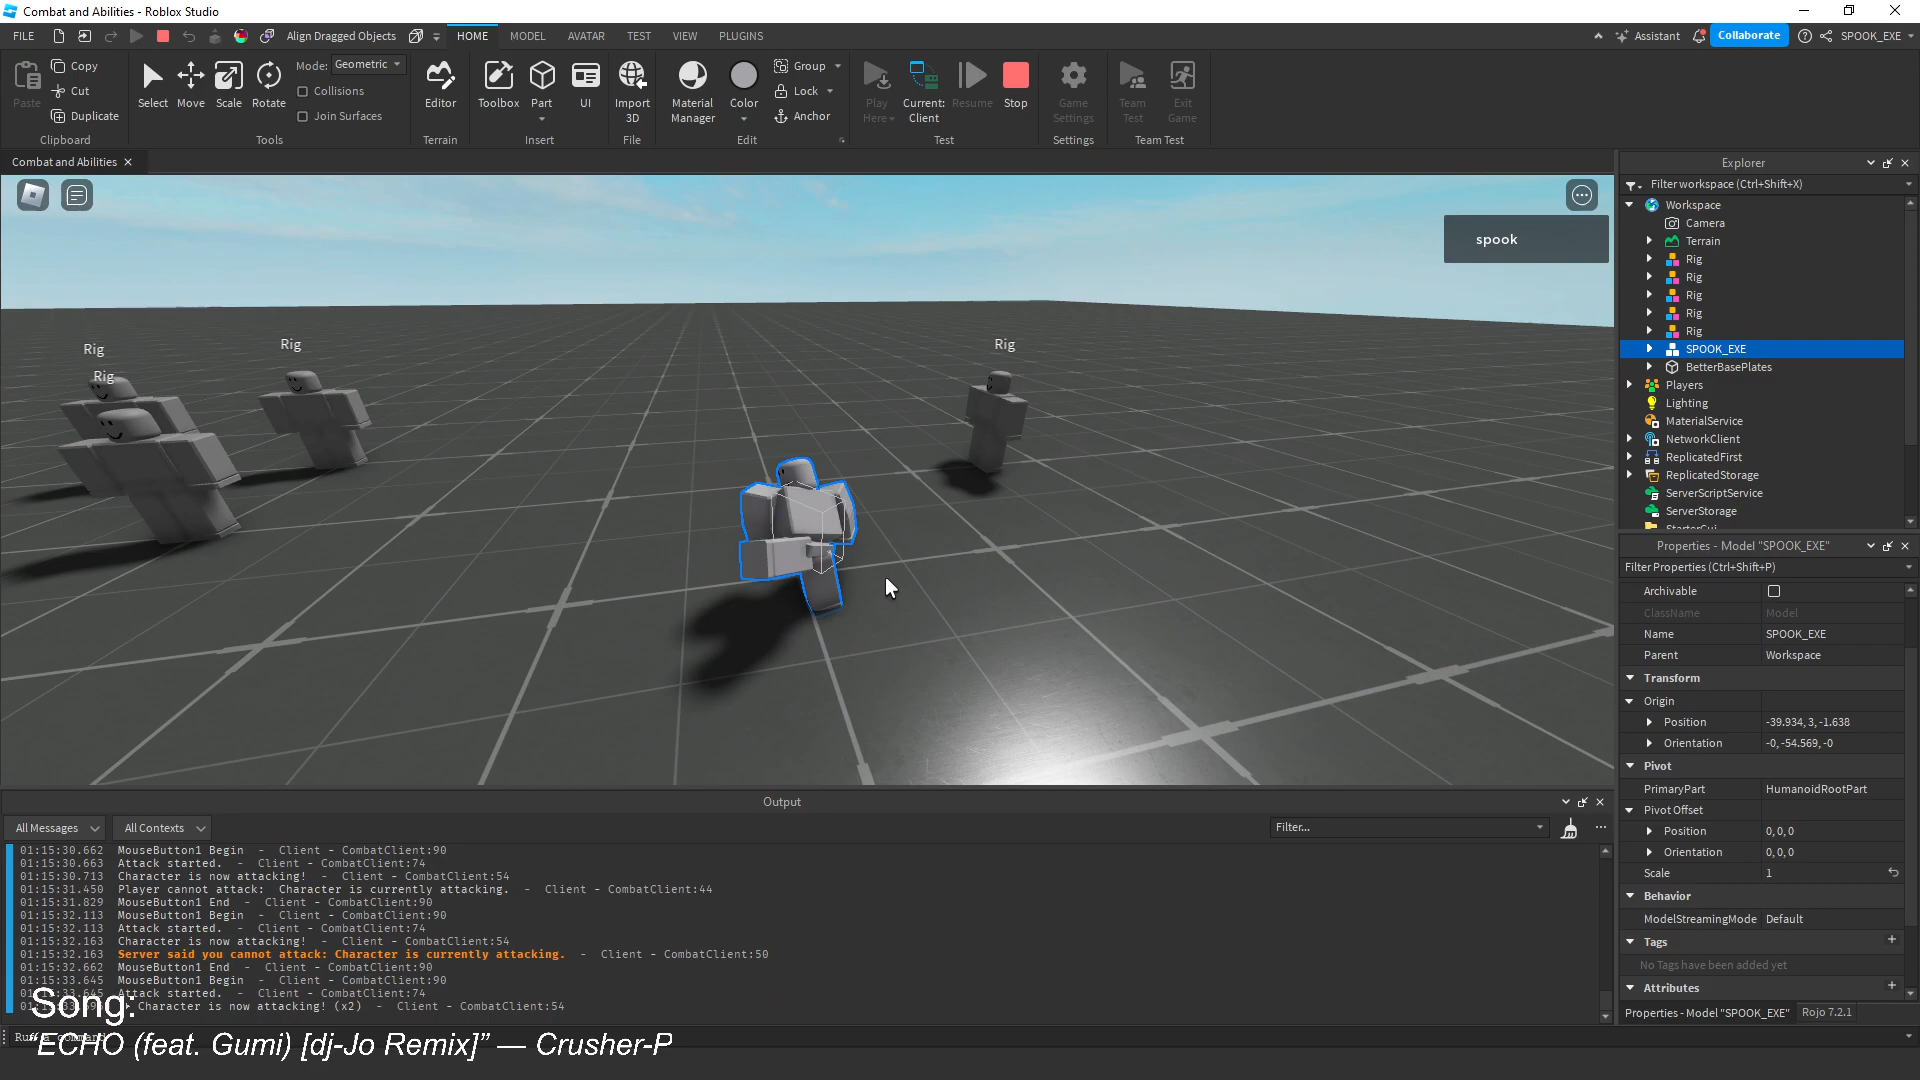 Combat and Abilities - Roblox Studio
FILE
Align Dragged Objects
HOME
MODEL
AVATAR
TEST
VIEW
PLUGINS
Assistant
Collaborate
SPOOK_EXE
Paste
Copy
Cut
Duplicate
Clipboard
Select
Move
Scale
Rotate
Mode: Geometric
Collisions
Join Surfaces
Tools
Editor
Terrain
Toolbox
Part
UI
Insert
Import
3D
File
Material
Manager
Color
Group
Lock
Anchor
Edit
Play
Here
Current:
Client
Resume
Stop
Test
Game
Settings
Settings
Team
Test
Exit
Game
Team Test
Combat and Abilities
spook
Rig
Rig
Rig
Rig
Explorer
Filter workspace (Ctrl+Shift+X)
Workspace
Camera
Terrain
Rig
Rig
Rig
Rig
Rig
SPOOK_EXE
BetterBasePlates
Players
Lighting
MaterialService
NetworkClient
ReplicatedFirst
ReplicatedStorage
ServerScriptService
ServerStorage
StarterGui
Properties - Model "SPOOK_EXE"
Filter Properties (Ctrl+Shift+P)
Archivable
ClassName Model
Name SPOOK_EXE
Parent Workspace
Transform
Origin
Position -39.934, 3, -1.638
Orientation -0, -54.569, -0
Pivot
PrimaryPart HumanoidRootPart
Pivot Offset
Position 0, 0, 0
Orientation 0, 0, 0
Scale 1
Behavior
ModelStreamingMode Default
Tags
No Tags have been added yet
Attributes
Properties - Model "SPOOK_EXE" Rojo 7.2.1
Output
All Messages
All Contexts
Filter...
01:15:30.662 MouseButton1 Begin - Client - CombatClient:90
01:15:30.663 Attack started. - Client - CombatClient:74
01:15:30.713 Character is now attacking! - Client - CombatClient:54
01:15:31.450 Player cannot attack: Character is currently attacking. - Client - CombatClient:44
01:15:31.829 MouseButton1 End - Client - CombatClient:90
01:15:32.113 MouseButton1 Begin - Client - CombatClient:90
01:15:32.113 Attack started. - Client - CombatClient:74
01:15:32.163 Character is now attacking! - Client - CombatClient:54
01:15:32.163 Server said you cannot attack: Character is currently attacking. - Client - CombatClient:50
01:15:32.662 MouseButton1 End - Client - CombatClient:90
01:15:33.645 MouseButton1 Begin - Client - CombatClient:90
01:15:33.645 Attack started. - Client - CombatClient:74
Character is now attacking! (x2) - Client - CombatClient:54
Song:
“ECHO (feat. Gumi) [dj-Jo Remix]” — Crusher-P